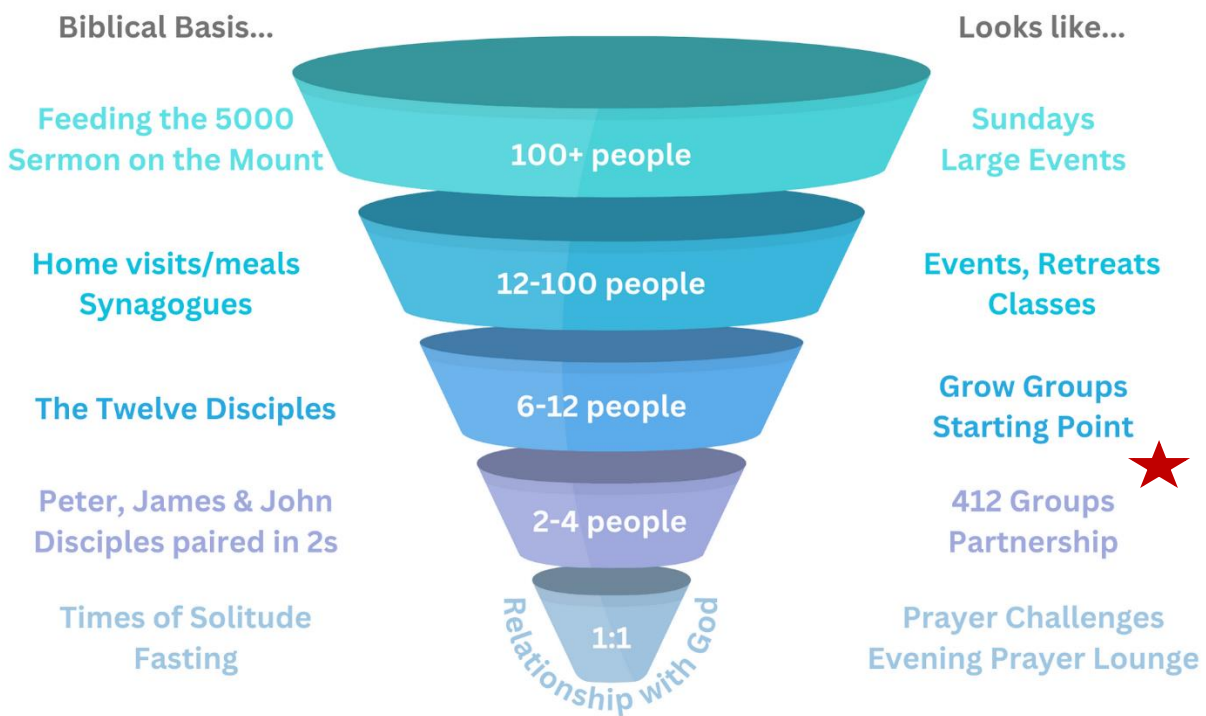 Biblical Basis...
Looks like...
Feeding the 5000
Sermon on the Mount
100+ people
Sundays
Large Events
Home visits/meals
Synagogues
12-100 people
Events, Retreats
Classes
The Twelve Disciples
6-12 people
Grow Groups
Starting Point
Peter, James & John
Disciples paired in 2s
2-4 people
412 Groups
Partnership
Times of Solitude
Fasting
1:1
Relationship with God
Prayer Challenges
Evening Prayer Lounge